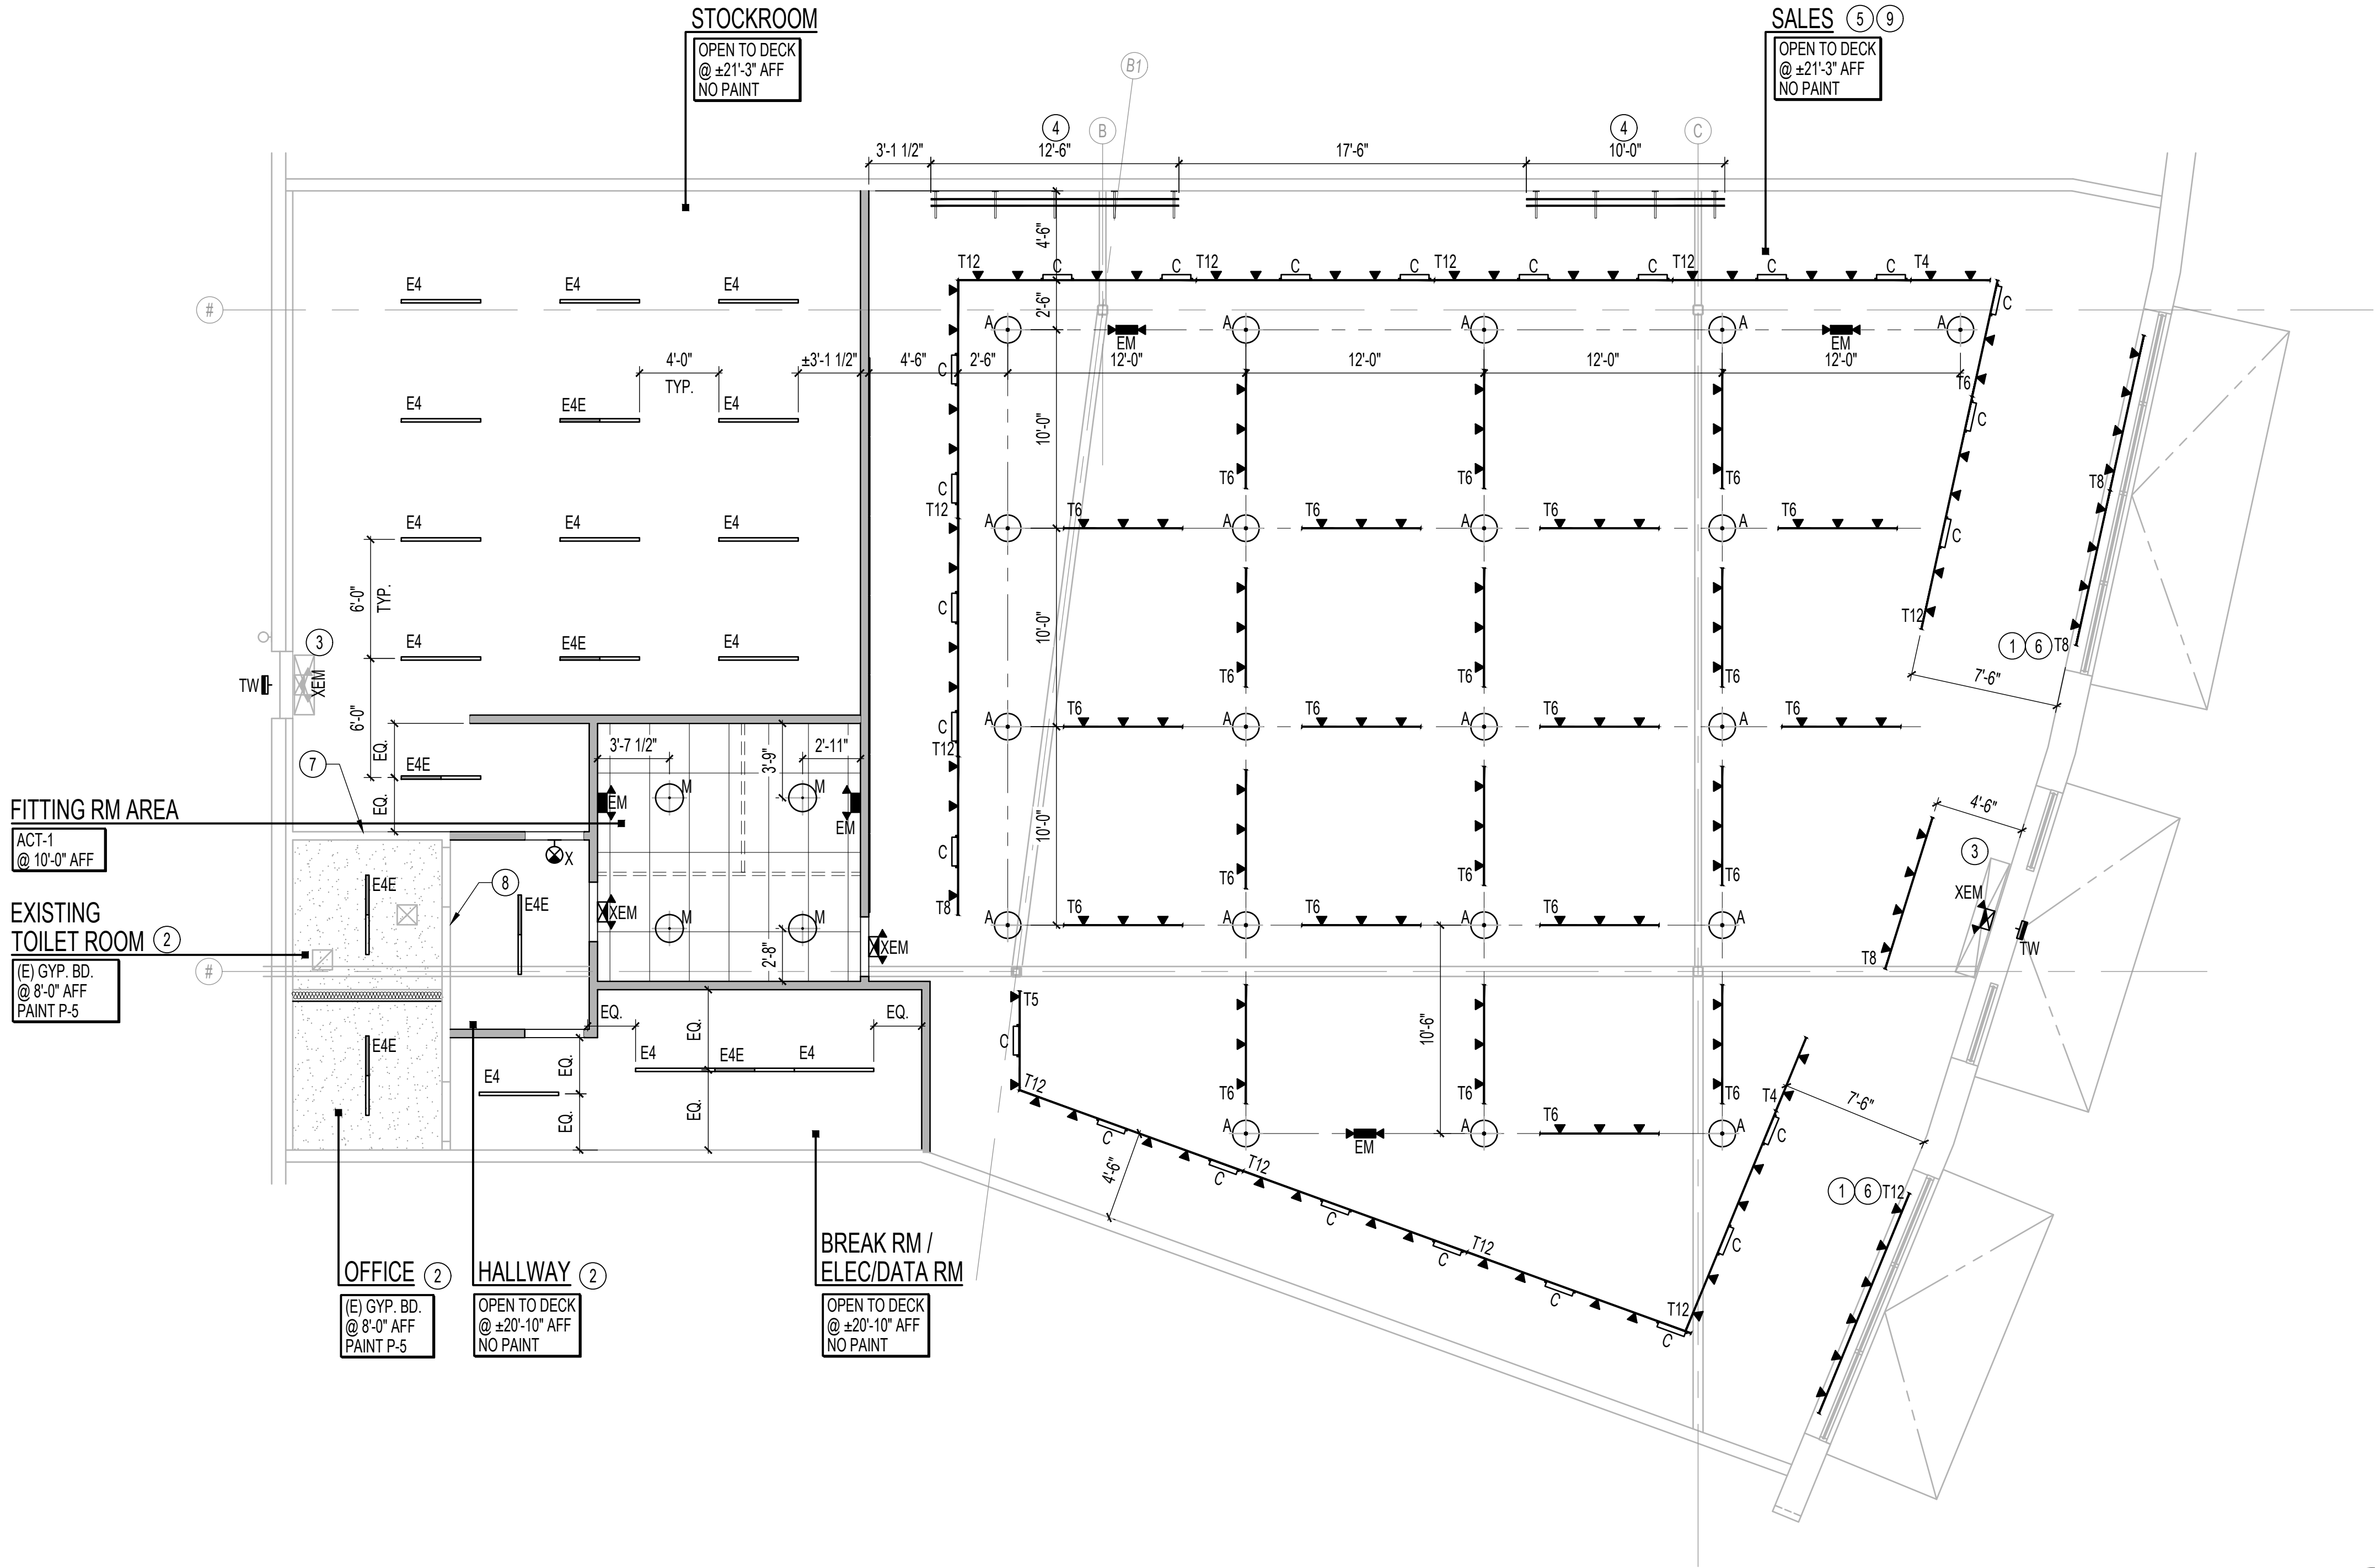 STOCKROOM
OPEN TO DECK
@ ±21'-3" AFF
NO PAINT
SALES 5 9
OPEN TO DECK
@ ±21'-3" AFF
NO PAINT
B1
4 B 4 C
3'-1 1/2" 12'-6" 17'-6" 10'-0"
4'-6"
T12 C C T12 C C T12 C C T12 C C T4
E4 E4 E4
#
2'-6"
C
A EM A A A EM A
4'-0"
TYP.
±3'-1 1/2" 4'-6" 2'-6" 12'-0" 12'-0" 12'-0" 12'-0"
C
T6
E4 E4E E4
C
10'-0"
C
T6 T6 T6
T8
C
T12
A T6 A T6 A T6 A T6
E4 E4 E4
C
6'-0"
TYP.
C
10'-0"
T12
E4 E4E E4
3
XEM
TW
T6 T6 T6
1 6 T8
7'-6"
6'-0"
EQ.
C
A T6 A T6 A T6 A T6
T12
3'-7 1/2" 3'-9" 2'-11"
7
E4E
EQ.
M M
EM EM
FITTING RM AREA
ACT-1
@ 10'-0" AFF
10'-0"
C
4'-6"
3
X
T6 T6 T6
E4E
8
E4E
XEM
M M
T8
XEM
EXISTING
TOILET ROOM 2
(E) GYP. BD.
@ 8'-0" AFF
PAINT P-5
A T6 A T6 A T6 A
XEM
TW
2'-8"
T8
#
T5
EQ. EQ. EQ.
C
10'-6"
E4E
E4 E4E E4
EQ.
E4
EQ.
EQ.
T12
T6 T6 T6
T4
7'-6"
C
A EM A T6 A
C
T12
C
4'-6"
1 6 T12
C
T12
C
C
C
T12
C
OFFICE 2
(E) GYP. BD.
@ 8'-0" AFF
PAINT P-5
HALLWAY 2
OPEN TO DECK
@ ±20'-10" AFF
NO PAINT
BREAK RM /
ELEC/DATA RM
OPEN TO DECK
@ ±20'-10" AFF
NO PAINT